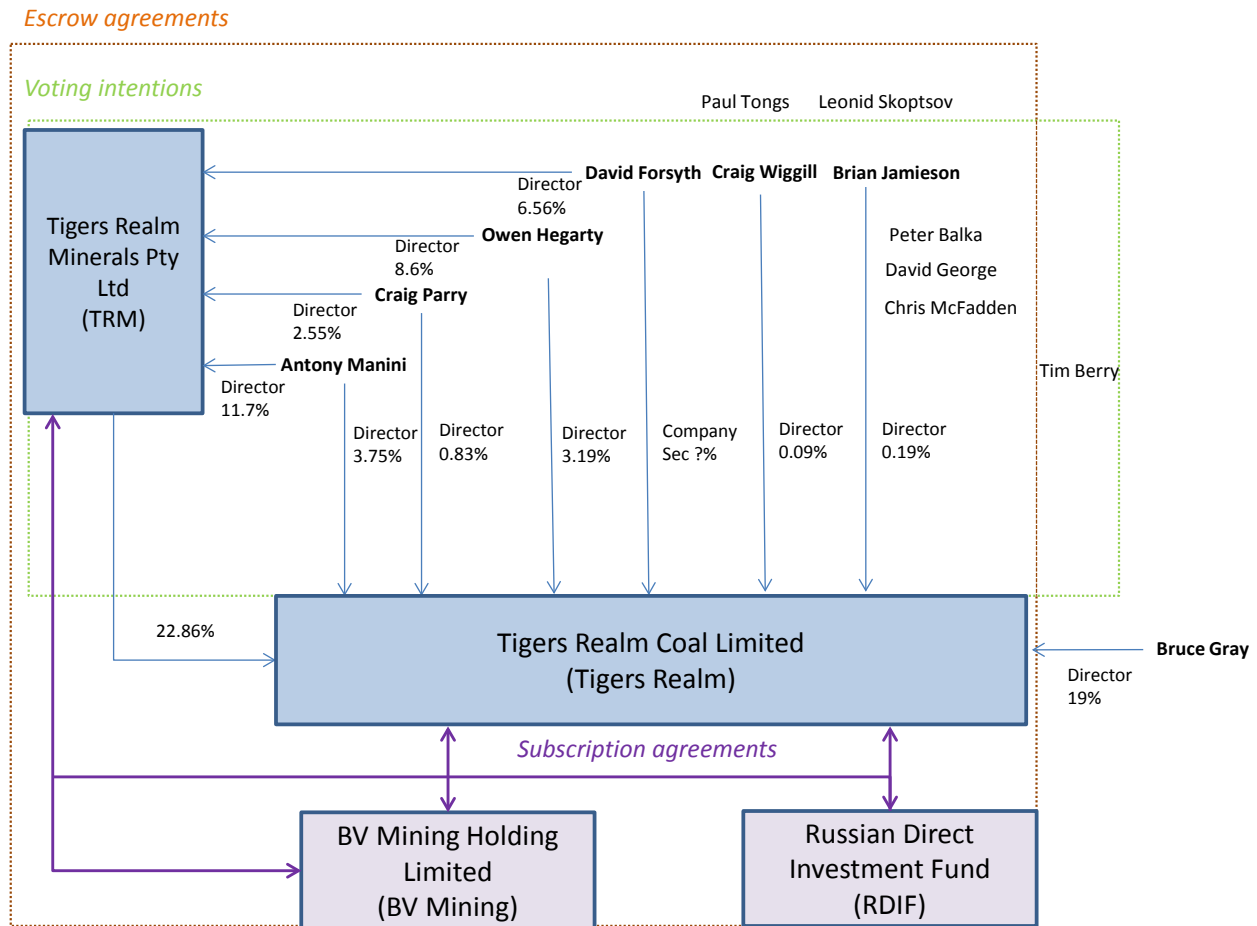 Escrow agreements
Voting intentions
Paul Tongs
Leonid Skoptsov
Tigers Realm
Minerals Pty
Ltd
(TRM)
David Forsyth
Craig Wiggill
Brian Jamieson
Director
6.56%
Owen Hegarty
Peter Balka
Director
8.6%
David George
Craig Parry
Chris McFadden
Director
2.55%
Antony Manini
Tim Berry
Director
11.7%
Director
3.75%
Director
0.83%
Director
3.19%
Company
Sec ?%
Director
0.09%
Director
0.19%
22.86%
Tigers Realm Coal Limited
(Tigers Realm)
Bruce Gray
Director
19%
Subscription agreements
BV Mining Holding
Limited
(BV Mining)
Russian Direct
Investment Fund
(RDIF)